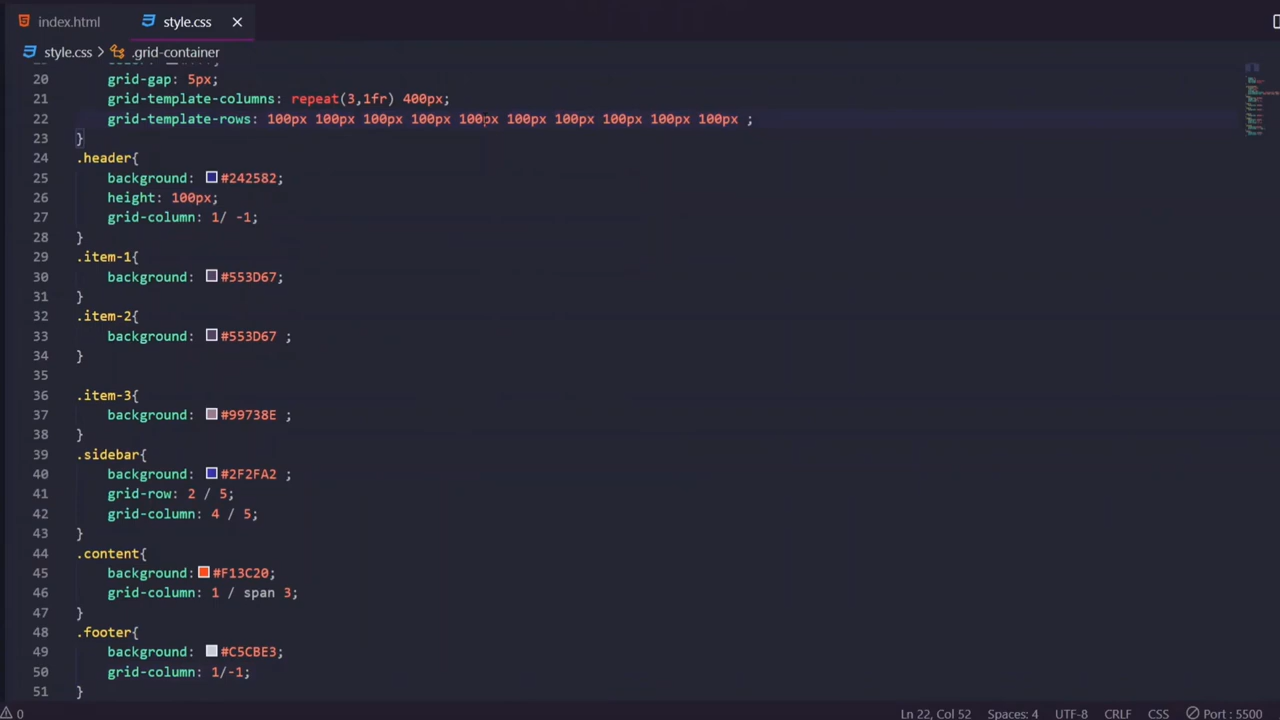 index.html
style.css
style.css > .grid-container
20 grid-gap: 5px;
21 grid-template-columns: repeat(3,1fr) 400px;
22 grid-template-rows: 100px 100px 100px 100px 100px 100px 100px 100px 100px 100px ;
23 }
24 .header{
25 background: #242582;
26 height: 100px;
27 grid-column: 1/ -1;
28 }
29 .item-1{
30 background: #553D67;
31 }
32 .item-2{
33 background: #553D67 ;
34 }
35
36 .item-3{
37 background: #99738E ;
38 }
39 .sidebar{
40 background: #2F2FA2 ;
41 grid-row: 2 / 5;
42 grid-column: 4 / 5;
43 }
44 .content{
45 background: #F13C20;
46 grid-column: 1 / span 3;
47 }
48 .footer{
49 background: #C5CBE3;
50 grid-column: 1/-1;
51 }
0 Ln 22, Col 52 Spaces: 4 UTF-8 CRLF CSS Port : 5500